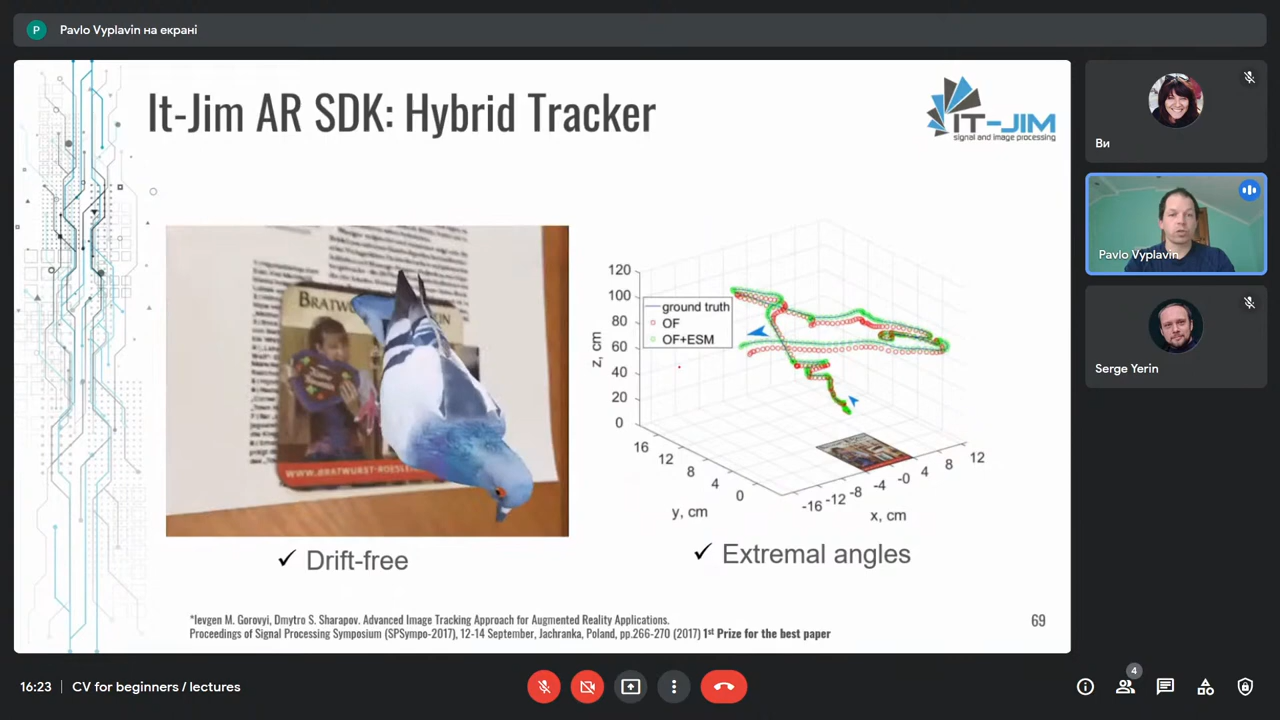 P Pavlo Vyplavin на екрані
It-Jim AR SDK: Hybrid Tracker
IT-JIM
signal and image processing
BRATWURST
WWW.BRATWURST-ROESLE
✓ Drift-free
120
100
80
60
40
20
0
z, cm
ground truth
OF
OF+ESM
16
12
8
4
0
y, cm
-16
-12
-8
-4
-0
4
8
12
x, cm
✓ Extremal angles
*Ievgen M. Gorovyi, Dmytro S. Sharapov. Advanced Image Tracking Approach for Augmented Reality Applications.
Proceedings of Signal Processing Symposium (SPSympo-2017), 12-14 September, Jachranka, Poland, pp.266-270 (2017) 1st Prize for the best paper
69
Ви
Pavlo Vyplavin
Serge Yerin
16:23 | CV for beginners / lectures
4